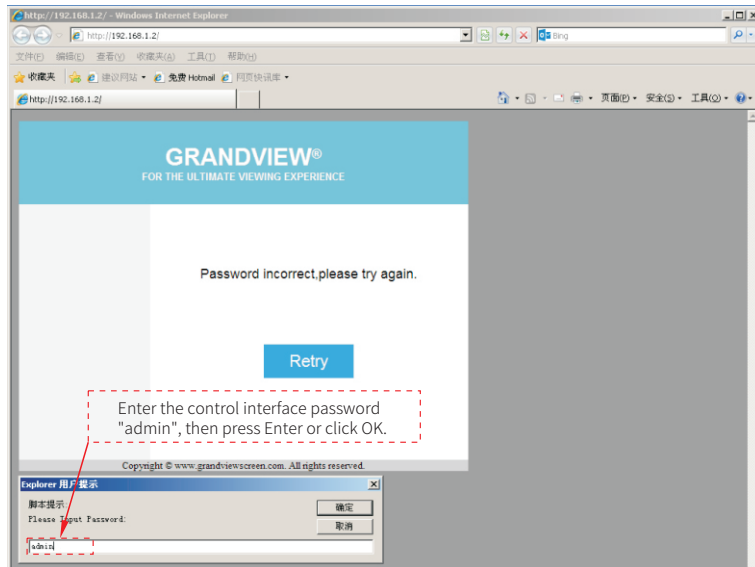 http://192.168.1.2/ - Windows Internet Explorer
http://192.168.1.2/
Bing
文件(F) 编辑(E) 查看(V) 收藏夹(A) 工具(T) 帮助(H)
收藏夹 建议网站 免费 Hotmail 网页快讯库
http://192.168.1.2/
页面(P) 安全(S) 工具(O)
GRANDVIEW®
FOR THE ULTIMATE VIEWING EXPERIENCE
Password incorrect,please try again.
Retry
Enter the control interface password
"admin", then press Enter or click OK.
Copyright © www.grandviewscreen.com. All rights reserved.
Explorer 用户提示
脚本提示:
确定
Please Input Password:
取消
admin